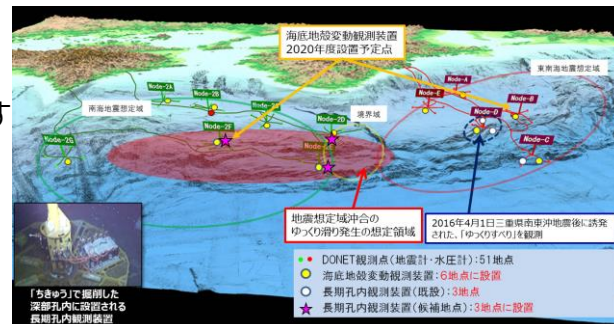 海底地殻変動観測装置
2020年度設置予定点
東南海地震想定域
南海地震想定域
境界域
Node-2A
Node-2B
Node-2D
Node-2F
Node-2G
Node-A
Node-B
Node-C
Node-D
Node-E
地震想定域沖合の
ゆっくり滑り発生の想定領域
2016年4月1日三重県南東沖地震後に誘発
された、「ゆっくりすべり」を観測
「ちきゅう」で掘削した
深部孔内に設置される
長期孔内観測装置
DONET観測点(地震計・水圧計):51地点
海底地殻変動観測装置:6地点に設置
長期孔内観測装置(既設):3地点
長期孔内観測装置(候補地点):3地点に設置